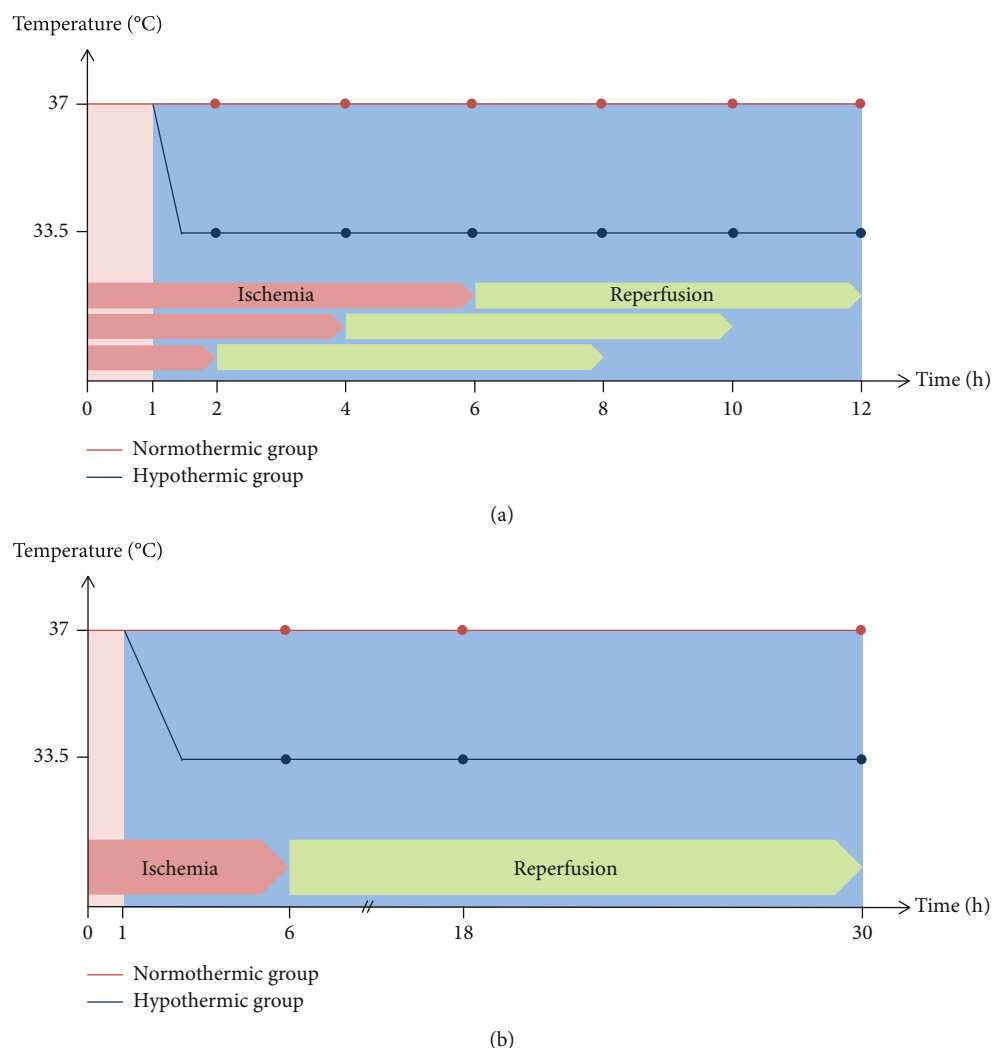 Temperature (°C)
37
33.5
Ischemia
Reperfusion
Time (h)
0 1 2 4 6 8 10 12
Normothermic group
Hypothermic group
(a)
Temperature (°C)
37
33.5
Ischemia
Reperfusion
Time (h)
0 1 6 18 30
Normothermic group
Hypothermic group
(b)